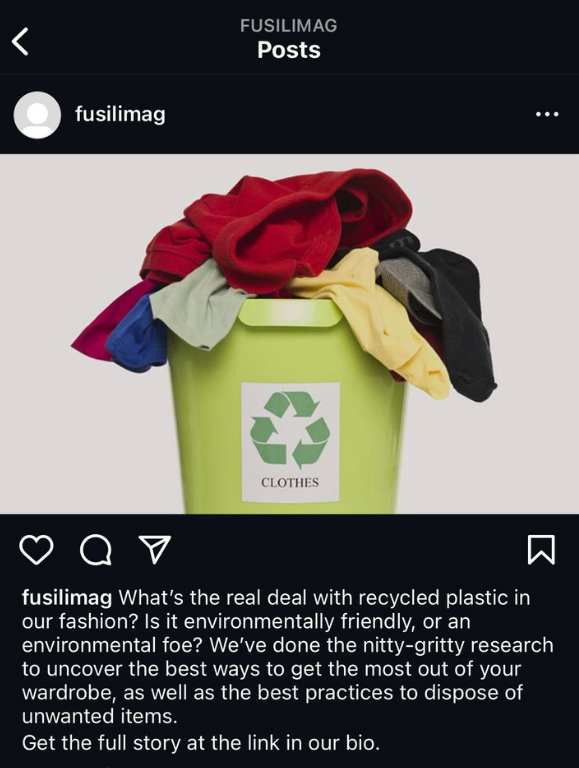 FUSILIMAG
Posts
fusilimag
CLOTHES
fusilimag What's the real deal with recycled plastic in
our fashion? Is it environmentally friendly, or an
environmental foe? We've done the nitty-gritty research
to uncover the best ways to get the most out of your
wardrobe, as well as the best practices to dispose of
unwanted items.
Get the full story at the link in our bio.